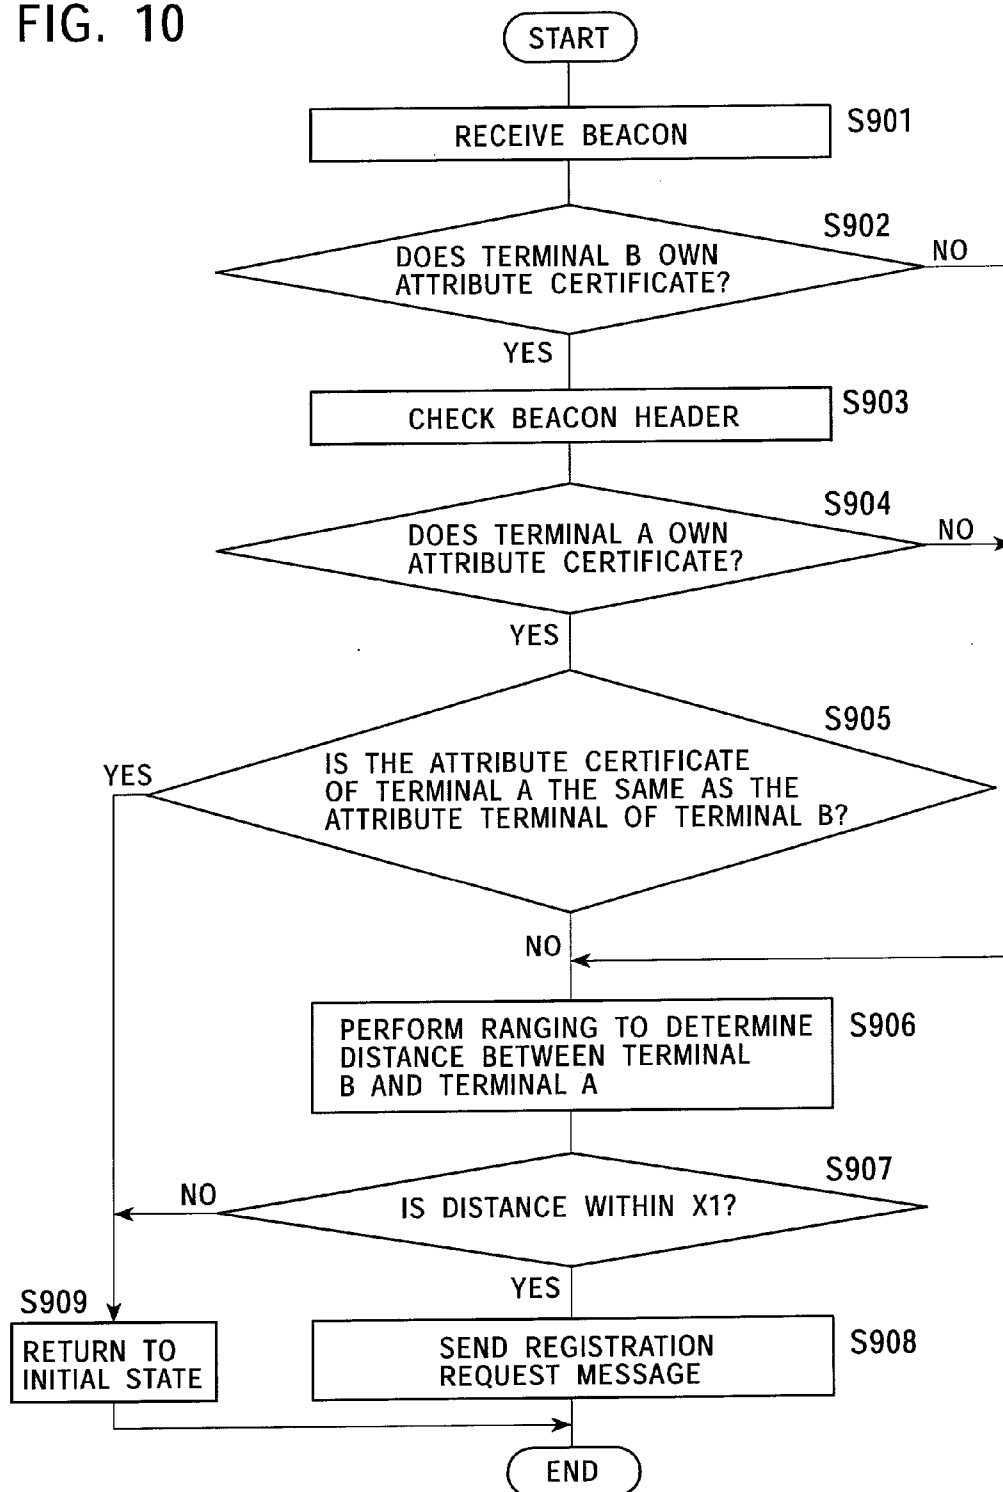 FIG. 10
START
RECEIVE BEACON
S901
DOES TERMINAL B OWN
ATTRIBUTE CERTIFICATE?
S902
NO
YES
CHECK BEACON HEADER
S903
DOES TERMINAL A OWN
ATTRIBUTE CERTIFICATE?
S904
NO
YES
S905
IS THE ATTRIBUTE CERTIFICATE
OF TERMINAL A THE SAME AS THE
ATTRIBUTE TERMINAL OF TERMINAL B?
YES
NO
PERFORM RANGING TO DETERMINE
DISTANCE BETWEEN TERMINAL
B AND TERMINAL A
S906
S907
IS DISTANCE WITHIN X1?
NO
YES
S909
RETURN TO
INITIAL STATE
SEND REGISTRATION
REQUEST MESSAGE
S908
END